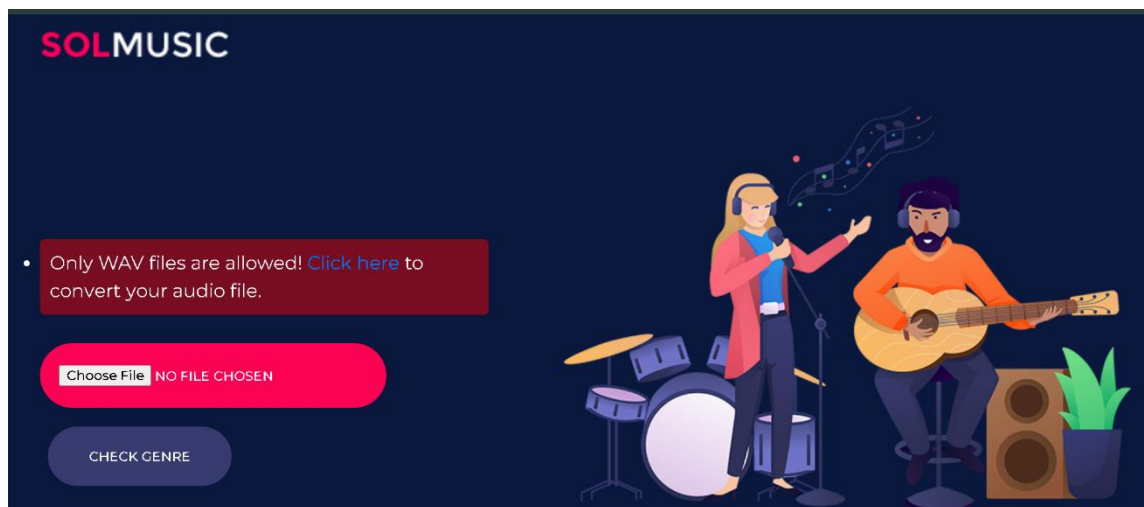 SOLMUSIC
Only WAV files are allowed! Click here to
convert your audio file.
Choose File NO FILE CHOSEN
CHECK GENRE